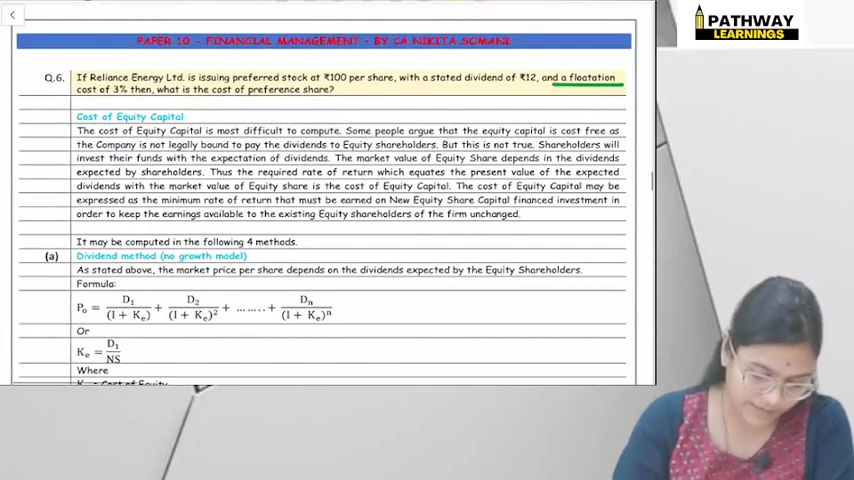 PATHWAY
LEARNINGS
PAPER 10 - FINANCIAL MANAGEMENT - BY CA NIKITA SOMANI
Q.6. If Reliance Energy Ltd. is issuing preferred stock at ₹100 per share, with a stated dividend of ₹12, and a floatation
cost of 3% then, what is the cost of preference share?
Cost of Equity Capital
The cost of Equity Capital is most difficult to compute. Some people argue that the equity capital is cost free as
the Company is not legally bound to pay the dividends to Equity shareholders. But this is not true. Shareholders will
invest their funds with the expectation of dividends. The market value of Equity Share depends in the dividends
expected by shareholders. Thus the required rate of return which equates the present value of the expected
dividends with the market value of Equity share is the cost of Equity Capital. The cost of Equity Capital may be
expressed as the minimum rate of return that must be earned on New Equity Share Capital financed investment in
order to keep the earnings available to the existing Equity shareholders of the firm unchanged.
It may be computed in the following 4 methods.
(a) Dividend method (no growth model)
As stated above, the market price per share depends on the dividends expected by the Equity Shareholders.
Formula:
P₀ = D₁/(1 + Kₑ) + D₂/(1 + Kₑ)² + ........ + Dₙ/(1 + Kₑ)ⁿ
Or
Kₑ = D₁/NS
Where
Kₑ = Cost of Equity